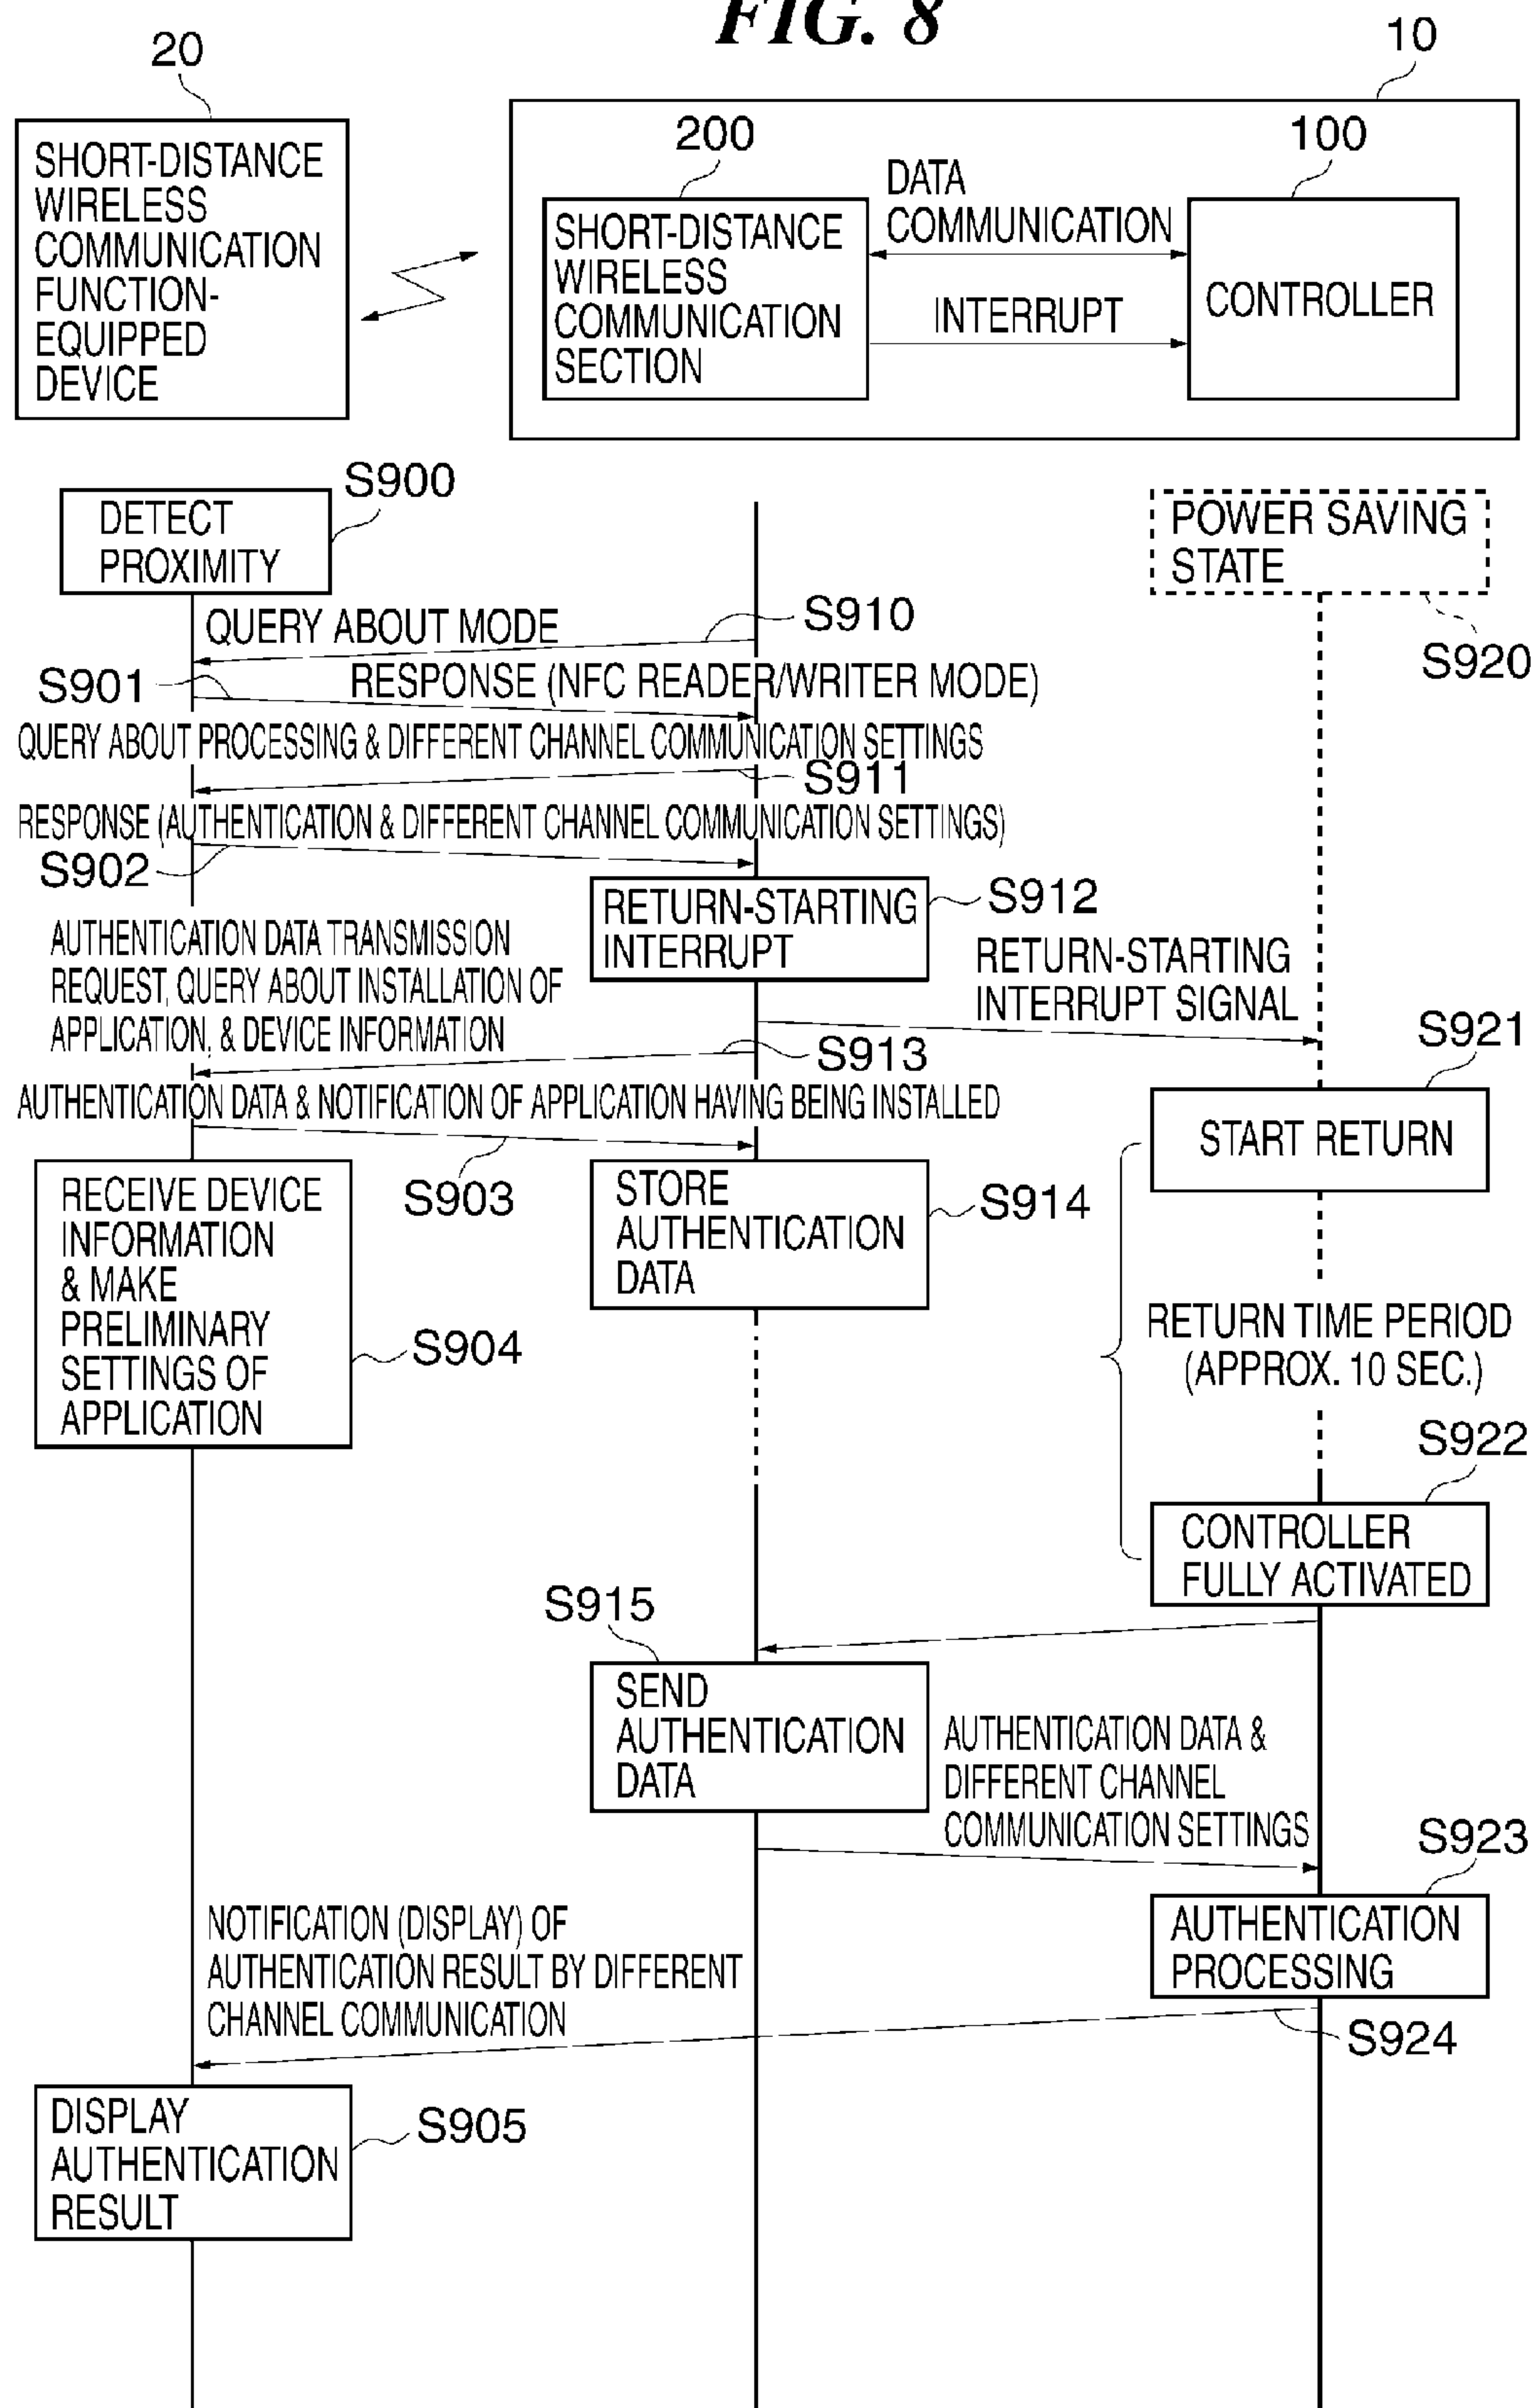 FIG. 8
20
10
SHORT-DISTANCE
WIRELESS
COMMUNICATION
FUNCTION-
EQUIPPED
DEVICE
200
100
SHORT-DISTANCE
WIRELESS
COMMUNICATION
SECTION
DATA
COMMUNICATION
INTERRUPT
CONTROLLER
DETECT
PROXIMITY
S900
POWER SAVING
STATE
S920
QUERY ABOUT MODE
S910
S901
RESPONSE (NFC READER/WRITER MODE)
QUERY ABOUT PROCESSING & DIFFERENT CHANNEL COMMUNICATION SETTINGS
S911
RESPONSE (AUTHENTICATION & DIFFERENT CHANNEL COMMUNICATION SETTINGS)
S902
RETURN-STARTING
INTERRUPT
S912
AUTHENTICATION DATA TRANSMISSION
REQUEST, QUERY ABOUT INSTALLATION OF
APPLICATION, & DEVICE INFORMATION
RETURN-STARTING
INTERRUPT SIGNAL
S913
S921
AUTHENTICATION DATA & NOTIFICATION OF APPLICATION HAVING BEING INSTALLED
START RETURN
S903
RECEIVE DEVICE
INFORMATION
& MAKE
PRELIMINARY
SETTINGS OF
APPLICATION
S904
STORE
AUTHENTICATION
DATA
S914
RETURN TIME PERIOD
(APPROX. 10 SEC.)
S922
CONTROLLER
FULLY ACTIVATED
S915
SEND
AUTHENTICATION
DATA
AUTHENTICATION DATA &
DIFFERENT CHANNEL
COMMUNICATION SETTINGS
S923
AUTHENTICATION
PROCESSING
NOTIFICATION (DISPLAY) OF
AUTHENTICATION RESULT BY DIFFERENT
CHANNEL COMMUNICATION
S924
DISPLAY
AUTHENTICATION
RESULT
S905